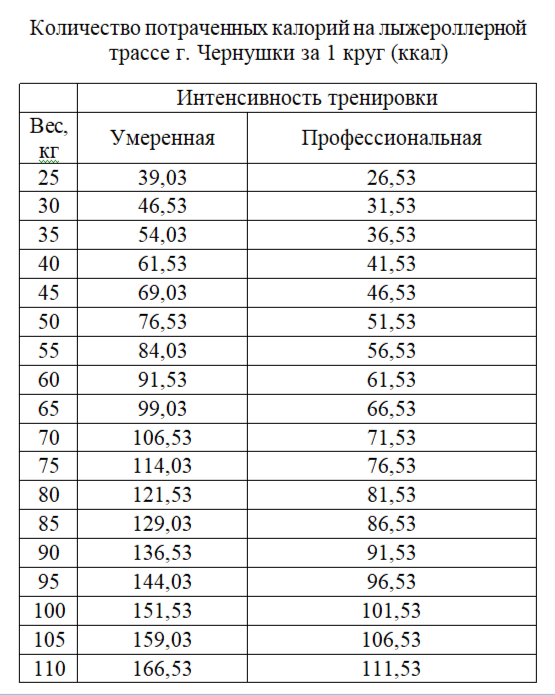 Количество потраченных калорий на лыжероллерной
трассе г. Чернушки за 1 круг (ккал)
Интенсивность тренировки
Вес, кг Умеренная Профессиональная
25 39,03 26,53
30 46,53 31,53
35 54,03 36,53
40 61,53 41,53
45 69,03 46,53
50 76,53 51,53
55 84,03 56,53
60 91,53 61,53
65 99,03 66,53
70 106,53 71,53
75 114,03 76,53
80 121,53 81,53
85 129,03 86,53
90 136,53 91,53
95 144,03 96,53
100 151,53 101,53
105 159,03 106,53
110 166,53 111,53